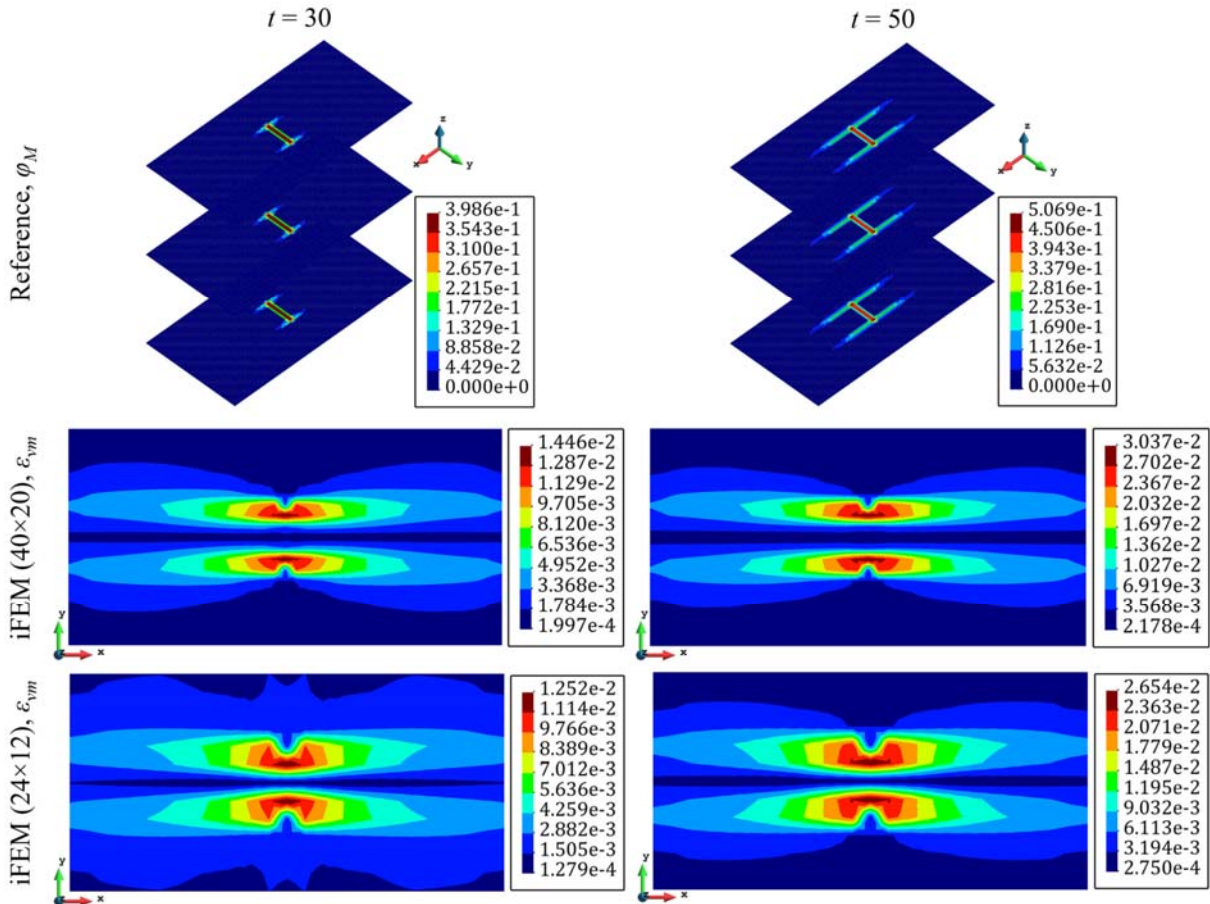 t = 30
t = 50
Reference, φM
z
x
y
3.986e-1
3.543e-1
3.100e-1
2.657e-1
2.215e-1
1.772e-1
1.329e-1
8.858e-2
4.429e-2
0.000e+0
z
x
y
5.069e-1
4.506e-1
3.943e-1
3.379e-1
2.816e-1
2.253e-1
1.690e-1
1.126e-1
5.632e-2
0.000e+0
iFEM (40×20), εvm
y
x
1.446e-2
1.287e-2
1.129e-2
9.705e-3
8.120e-3
6.536e-3
4.952e-3
3.368e-3
1.784e-3
1.997e-4
y
x
3.037e-2
2.702e-2
2.367e-2
2.032e-2
1.697e-2
1.362e-2
1.027e-2
6.919e-3
3.568e-3
2.178e-4
iFEM (24×12), εvm
y
x
1.252e-2
1.114e-2
9.766e-3
8.389e-3
7.012e-3
5.636e-3
4.259e-3
2.882e-3
1.505e-3
1.279e-4
y
x
2.654e-2
2.363e-2
2.071e-2
1.779e-2
1.487e-2
1.195e-2
9.032e-3
6.113e-3
3.194e-3
2.750e-4